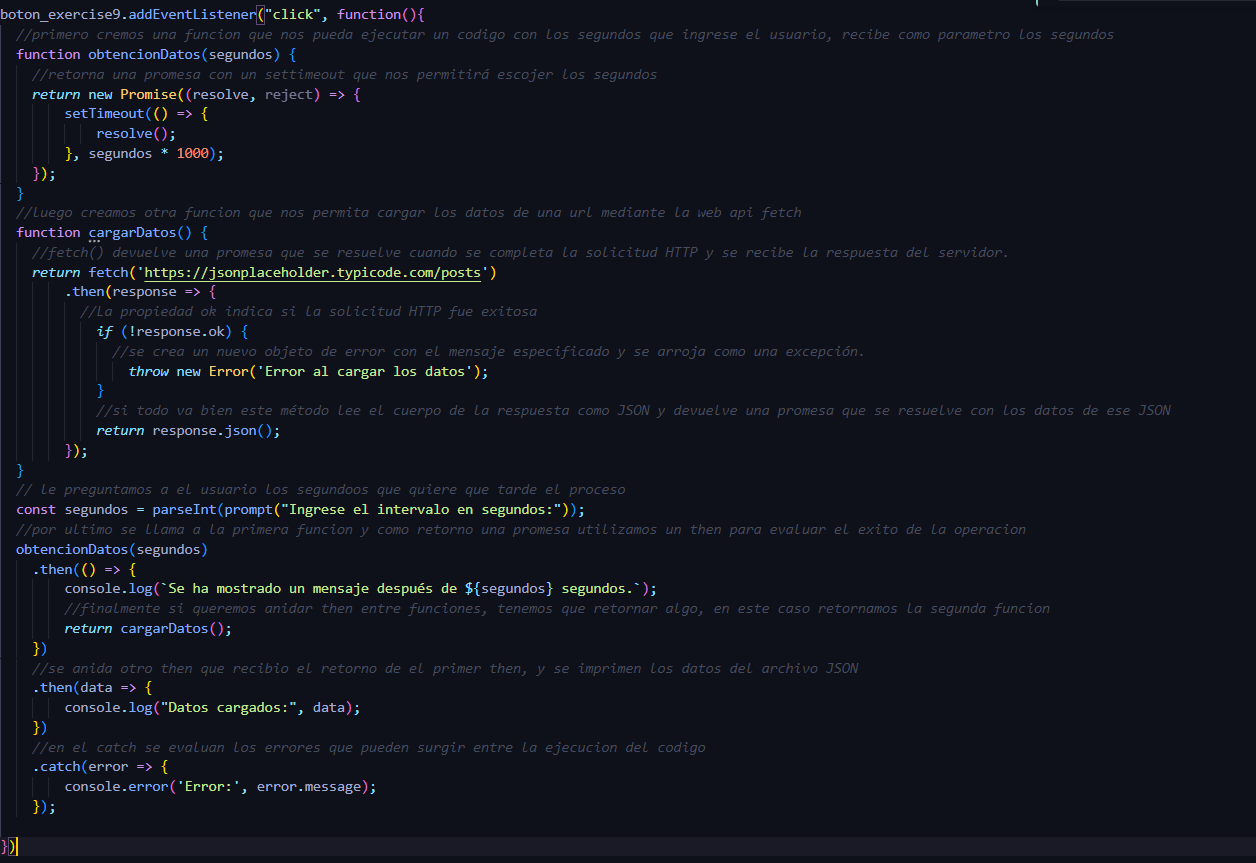 boton_exercise9.addEventListener("click", function(){
//primero cremos una funcion que nos pueda ejecutar un codigo con los segundos que ingrese el usuario, recibe como parametro los segundos
function obtencionDatos(segundos) {
//retorna una promesa con un settimeout que nos permitirá escojer los segundos
return new Promise((resolve, reject) => {
setTimeout(() => {
resolve();
}, segundos * 1000);
});
}
//luego creamos otra funcion que nos permita cargar los datos de una url mediante la web api fetch
function cargarDatos() {
//fetch() devuelve una promesa que se resuelve cuando se completa la solicitud HTTP y se recibe la respuesta del servidor.
return fetch('https://jsonplaceholder.typicode.com/posts')
.then(response => {
//la propiedad ok indica si la solicitud HTTP fue exitosa
if (!response.ok) {
//se crea un nuevo objeto de error con el mensaje especificado y se arroja como una excepción.
throw new Error('Error al cargar los datos');
}
//si todo va bien este método lee el cuerpo de la respuesta como JSON y devuelve una promesa que se resuelve con los datos de ese JSON
return response.json();
});
}
// le preguntamos a el usuario los segundoos que quiere que tarde el proceso
const segundos = parseInt(prompt("Ingrese el intervalo en segundos:"));
//por ultimo se llama a la primera funcion y como retorno una promesa utilizamos un then para evaluar el exito de la operacion
obtencionDatos(segundos)
.then(() => {
console.log(`Se ha mostrado un mensaje después de ${segundos} segundos.`);
//finalmente si queremos anidar then entre funciones, tenemos que retornar algo, en este caso retornamos la segunda funcion
return cargarDatos();
})
//se anida otro then que recibio el retorno de el primer then, y se imprimen los datos del archivo JSON
.then(data => {
console.log("Datos cargados:", data);
})
//en el catch se evaluan los errores que pueden surgir entre la ejecucion del codigo
.catch(error => {
console.error('Error:', error.message);
});
})